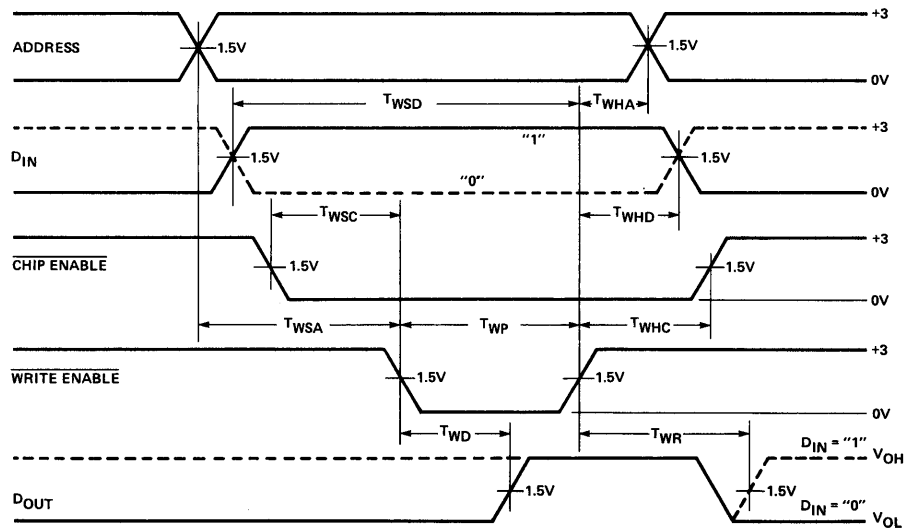 +3
ADDRESS
1.5V
1.5V
0V
TWSD
TWHA
+3
"1"
DIN
1.5V
1.5V
"0"
0V
TWSC
TWHD
+3
CHIP ENABLE
1.5V
1.5V
0V
TWSA
TWP
TWHC
+3
WRITE ENABLE
1.5V
1.5V
0V
TWD
TWR
DIN = "1"
VOH
DOUT
1.5V
1.5V
DIN = "0"
VOL